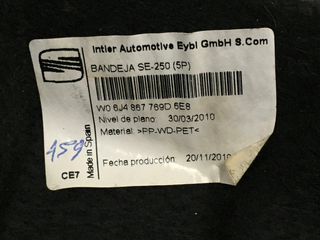 Intier Automotive Eybl GmbH S.Com
BANDEJA SE-250 (5P)
W0 6J4 867 769D 6E8
Nivel de plano: 30/03/2010
Material: >PP-WD-PET<
Fecha producción: 20/11/201
Made in Spain
459
CE7